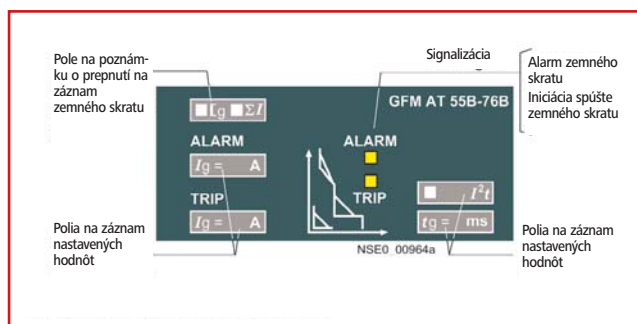 Pole na poznám-
ku o prepnutí na
záznam
zemného skratu
Signalizácia
Alarm zemného
skratu
Iniciácia spúšte
zemného skratu
Ig ΣI
GFM AT 55B-76B
ALARM
Ig = A
TRIP
Ig = A
ALARM
TRIP
I²t
tg = ms
NSE0_00964a
Polia na záznam
nastavených
hodnôt
Polia na záznam
nastavených
hodnôt